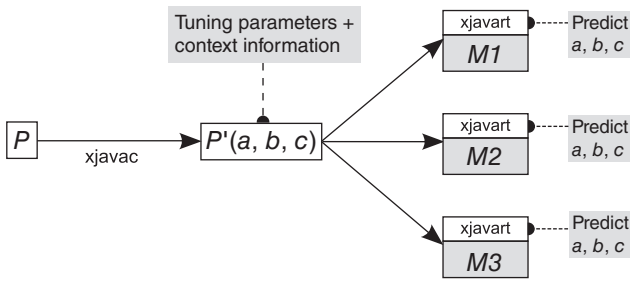 Tuning parameters +
context information
P
xjavac
P'(a, b, c)
xjavart
M1
Predict
a, b, c
xjavart
M2
Predict
a, b, c
xjavart
M3
Predict
a, b, c